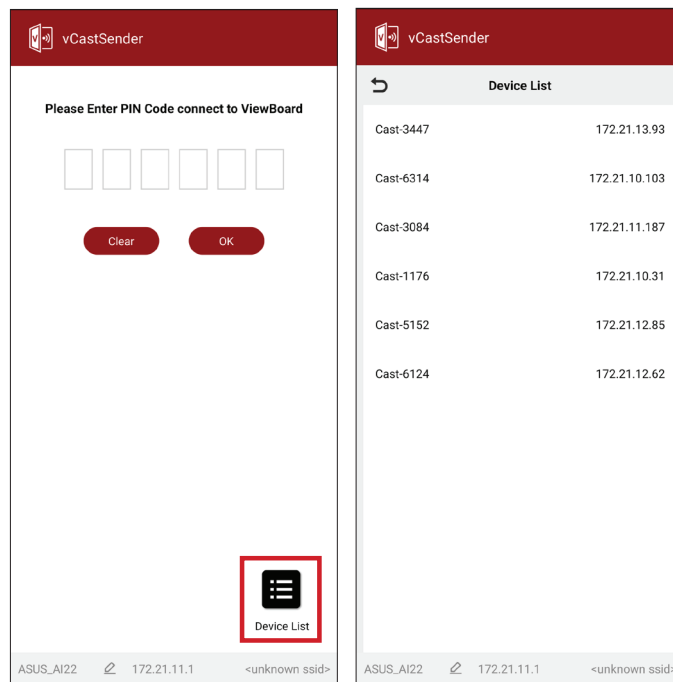 vCastSender
Please Enter PIN Code connect to ViewBoard
Clear
OK
Device List
ASUS_AI22
172.21.11.1
<unknown ssid>
vCastSender
Device List
Cast-3447 172.21.13.93
Cast-6314 172.21.10.103
Cast-3084 172.21.11.187
Cast-1176 172.21.10.31
Cast-5152 172.21.12.85
Cast-6124 172.21.12.62
ASUS_AI22
172.21.11.1
<unknown ssid>